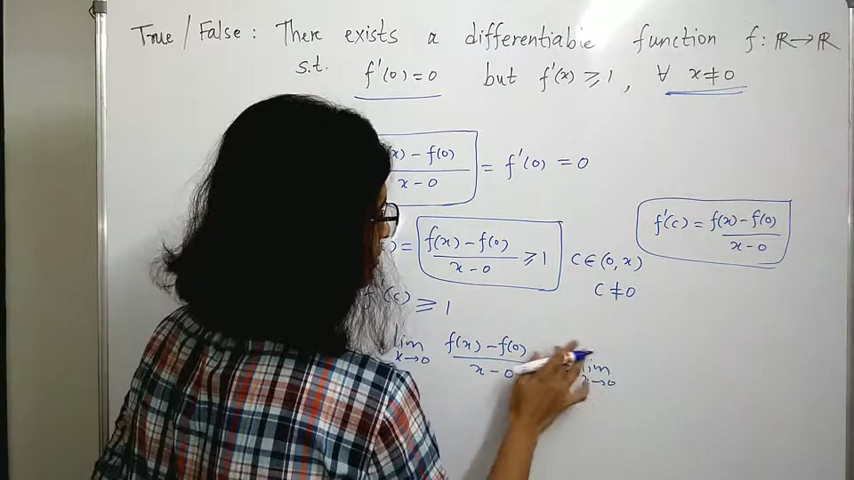 True / False : There exists a differentiable function f: ℝ→ℝ
s.t. f'(0) = 0 but f'(x) ≥ 1, ∀ x ≠ 0
x) - f(0)
x - 0
= f'(0) = 0
f'(c) = f(x) - f(0)
x - 0
) = f(x) - f(0)
x - 0
≥ 1 c ∈ (0, x)
c ≠ 0
(c) ≥ 1
lim
x→0
f(x) - f(0)
x - 0
lim
x→0